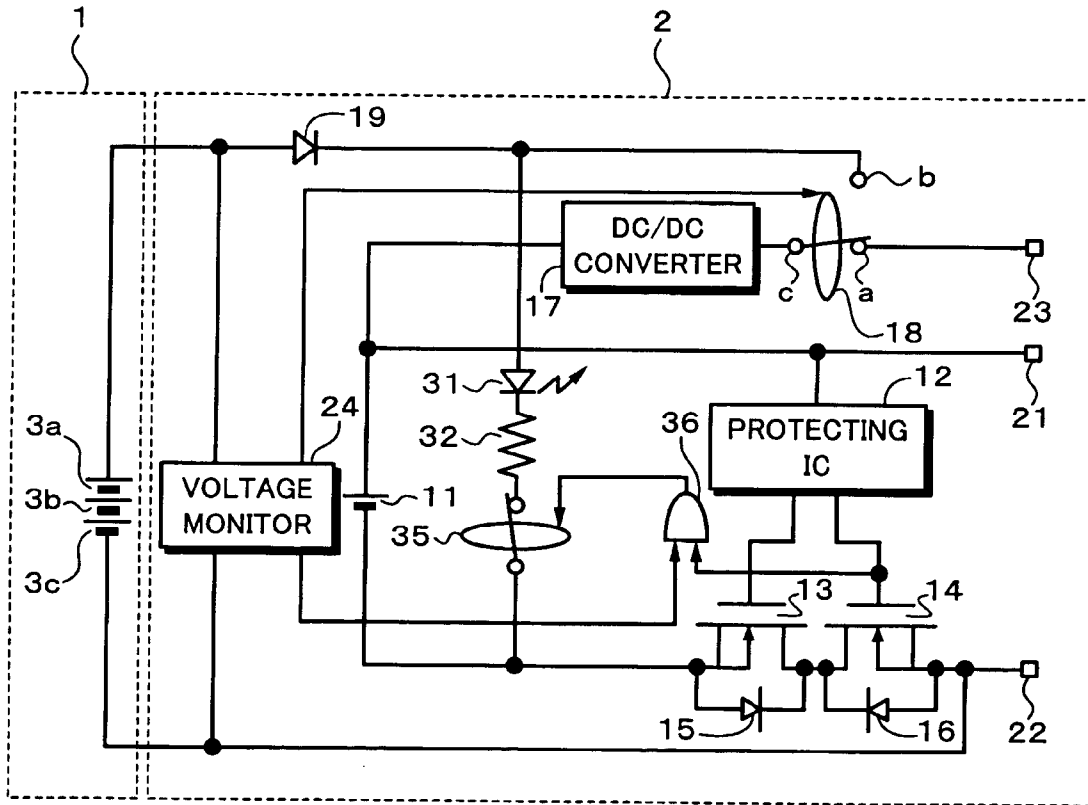 1
2
19
b
DC/DC
CONVERTER
17
c
a
18
23
21
31
12
24
32
36
PROTECTING
IC
3a
3b
3c
VOLTAGE
MONITOR
11
35
13
14
15
16
22